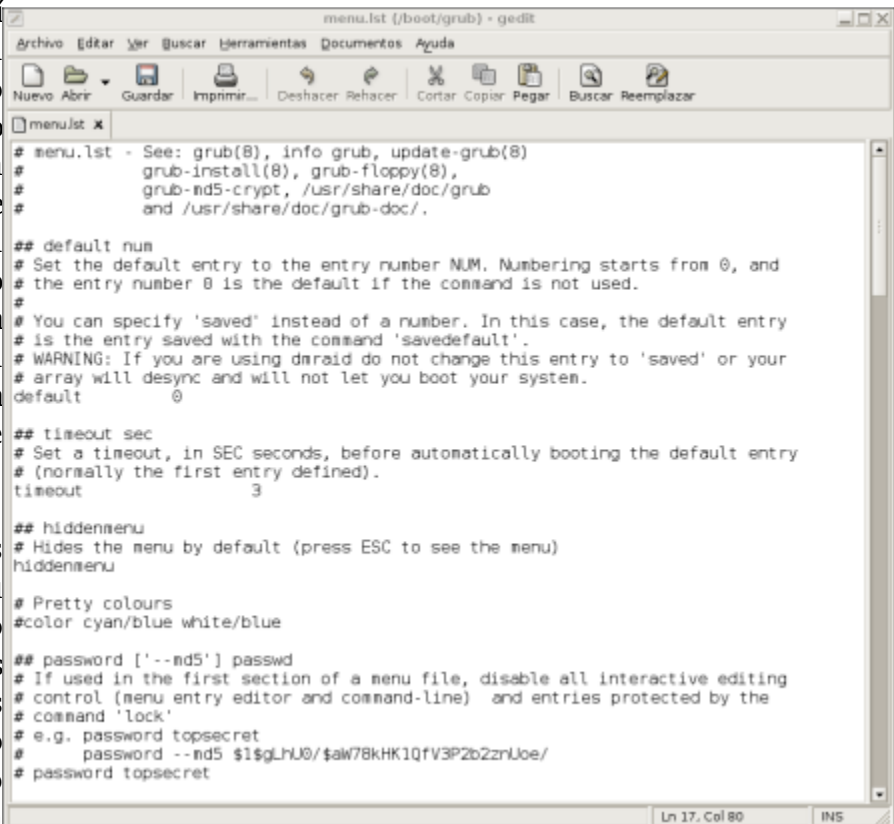 menu.lst (/boot/grub) - gedit
Archivo Editar Ver Buscar Herramientas Documentos Ayuda
Nuevo Abrir Guardar Imprimir... Deshacer Rehacer Cortar Copiar Pegar Buscar Reemplazar
menu.lst
# menu.lst - See: grub(8), info grub, update-grub(8)
#            grub-install(8), grub-floppy(8),
#            grub-md5-crypt, /usr/share/doc/grub
#            and /usr/share/doc/grub-doc/.
## default num
# Set the default entry to the entry number NUM. Numbering starts from 0, and
# the entry number 0 is the default if the command is not used.
#
# You can specify 'saved' instead of a number. In this case, the default entry
# is the entry saved with the command 'savedefault'.
# WARNING: If you are using dmraid do not change this entry to 'saved' or your
# array will desync and will not let you boot your system.
default         0
## timeout sec
# Set a timeout, in SEC seconds, before automatically booting the default entry
# (normally the first entry defined).
timeout                 3
## hiddenmenu
# Hides the menu by default (press ESC to see the menu)
hiddenmenu
# Pretty colours
#color cyan/blue white/blue
## password ['--md5'] passwd
# If used in the first section of a menu file, disable all interactive editing
# control (menu entry editor and command-line)  and entries protected by the
# command 'lock'
# e.g. password topsecret
#      password --md5 $1$gLhU0/$aW78kHK1QfV3P2b2znUoe/
# password topsecret
Ln 17, Col 80 INS